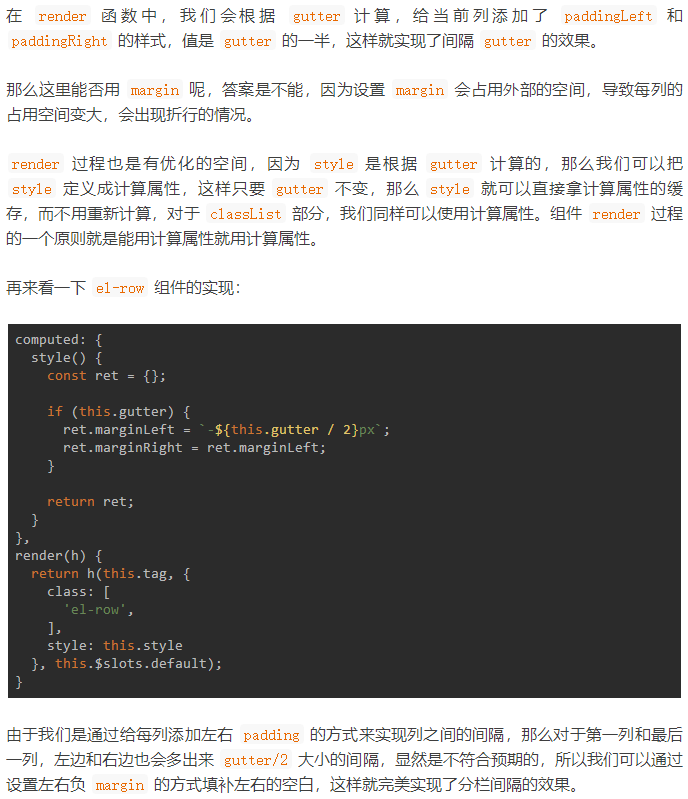 在 render 函数中，我们会根据 gutter 计算，给当前列添加了 paddingLeft 和
paddingRight 的样式，值是 gutter 的一半，这样就实现了间隔 gutter 的效果。
那么这里能否用 margin 呢，答案是不能，因为设置 margin 会占用外部的空间，导致每列的
占用空间变大，会出现折行的情况。
render 过程也是有优化的空间，因为 style 是根据 gutter 计算的，那么我们可以把
style 定义成计算属性，这样只要 gutter 不变，那么 style 就可以直接拿计算属性的缓
存，而不用重新计算，对于 classList 部分，我们同样可以使用计算属性。组件 render 过程
的一个原则就是能用计算属性就用计算属性。
再来看一下 el-row 组件的实现：
computed: {
  style() {
    const ret = {};
    if (this.gutter) {
      ret.marginLeft = `-${this.gutter / 2}px`;
      ret.marginRight = ret.marginLeft;
    }
    return ret;
  }
},
render(h) {
  return h(this.tag, {
    class: [
      'el-row',
    ],
    style: this.style
  }, this.$slots.default);
}
由于我们是通过给每列添加左右 padding 的方式来实现列之间的间隔，那么对于第一列和最后
一列，左边和右边也会多出来 gutter/2 大小的间隔，显然是不符合预期的，所以我们可以通过
设置左右负 margin 的方式填补左右的空白，这样就完美实现了分栏间隔的效果。